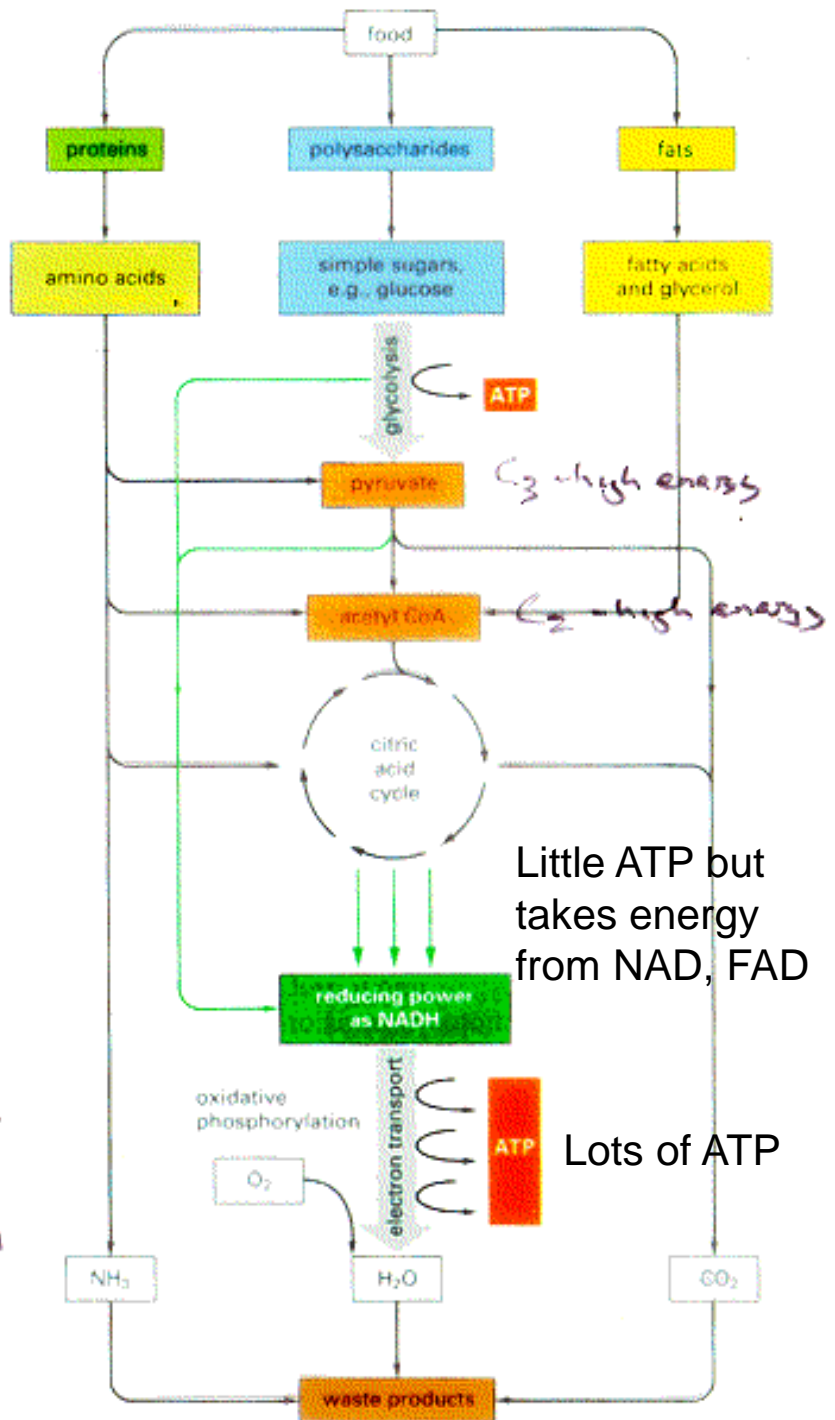 food
proteins
polysaccharides
fats
amino acids
simple sugars,
e.g., glucose
fatty acids
and glycerol
glycolysis
ATP
pyruvate
C₃ - high energy
acetyl CoA
C₂ - high energy
citric
acid
cycle
Little ATP but
takes energy
from NAD, FAD
reducing power
as NADH
oxidative
phosphorylation
electron transport
ATP
Lots of ATP
O₂
NH₃
H₂O
CO₂
waste products